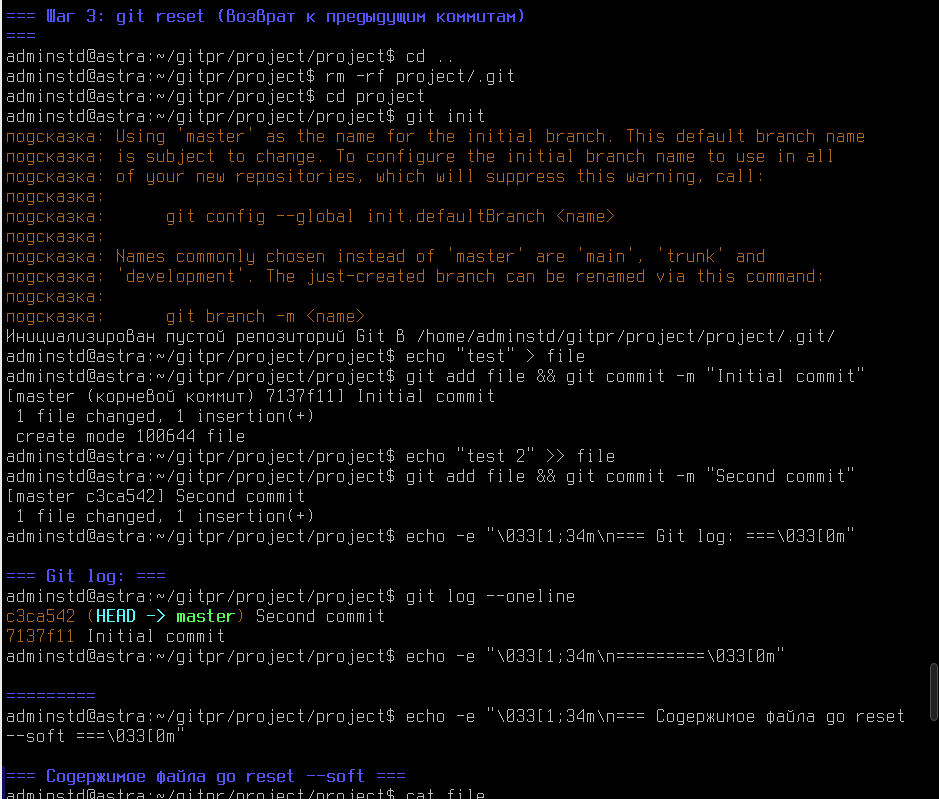 === Шаг 3: git reset (возврат к предыдущим коммитам)
===
adminstd@astra:~/gitpr/project/project$ cd ..
adminstd@astra:~/gitpr/project$ rm -rf project/.git
adminstd@astra:~/gitpr/project$ cd project
adminstd@astra:~/gitpr/project/project$ git init
подсказка: Using 'master' as the name for the initial branch. This default branch name
подсказка: is subject to change. To configure the initial branch name to use in all
подсказка: of your new repositories, which will suppress this warning, call:
подсказка:
подсказка:      git config --global init.defaultBranch <name>
подсказка:
подсказка: Names commonly chosen instead of 'master' are 'main', 'trunk' and
подсказка: 'development'. The just-created branch can be renamed via this command:
подсказка:
подсказка:      git branch -m <name>
Инициализирован пустой репозиторий Git в /home/adminstd/gitpr/project/project/.git/
adminstd@astra:~/gitpr/project/project$ echo "test" > file
adminstd@astra:~/gitpr/project/project$ git add file && git commit -m "Initial commit"
[master (корневой коммит) 7137f11] Initial commit
 1 file changed, 1 insertion(+)
 create mode 100644 file
adminstd@astra:~/gitpr/project/project$ echo "test 2" >> file
adminstd@astra:~/gitpr/project/project$ git add file && git commit -m "Second commit"
[master c3ca542] Second commit
 1 file changed, 1 insertion(+)
adminstd@astra:~/gitpr/project/project$ echo -e "\033[1;34m\n=== Git log: ===\033[0m"

=== Git log: ===
adminstd@astra:~/gitpr/project/project$ git log --oneline
c3ca542 (HEAD -> master) Second commit
7137f11 Initial commit
adminstd@astra:~/gitpr/project/project$ echo -e "\033[1;34m\n=========\033[0m"

=========
adminstd@astra:~/gitpr/project/project$ echo -e "\033[1;34m\n=== Содержимое файла до reset
--soft ===\033[0m"

=== Содержимое файла до reset --soft ===
adminstd@astra:~/gitpr/project/project$ cat file